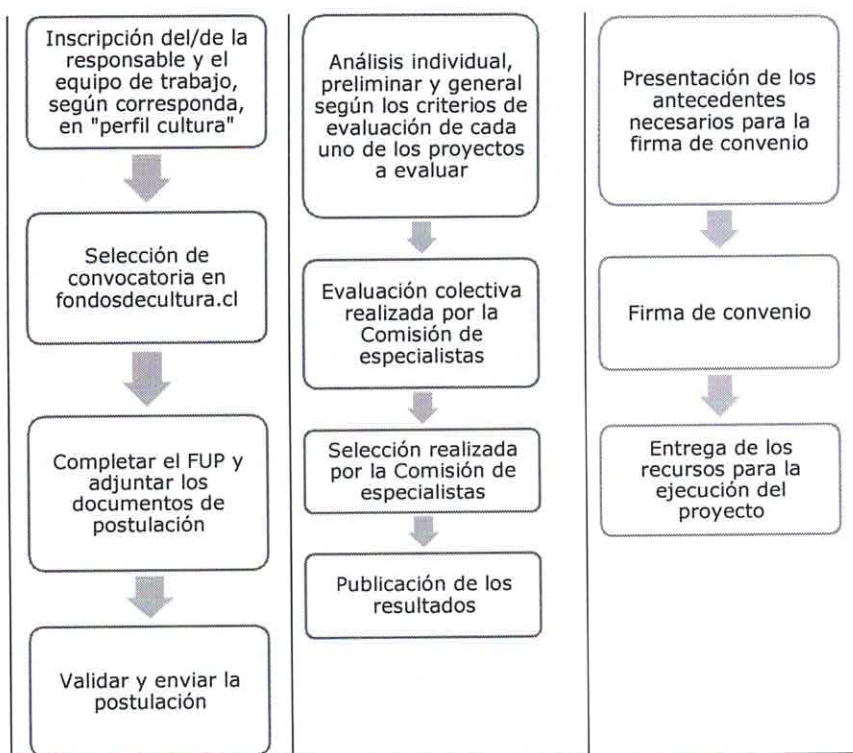 Inscripción del/de la
responsable y el
equipo de trabajo,
según corresponda,
en "perfil cultura"
Selección de
convocatoria en
fondosdecultura.cl
Completar el FUP y
adjuntar los
documentos de
postulación
Validar y enviar la
postulación
Análisis individual,
preliminar y general
según los criterios de
evaluación de cada
uno de los proyectos
a evaluar
Evaluación colectiva
realizada por la
Comisión de
especialistas
Selección realizada
por la Comisión de
especialistas
Publicación de los
resultados
Presentación de los
antecedentes
necesarios para la
firma de convenio
Firma de convenio
Entrega de los
recursos para la
ejecución del
proyecto